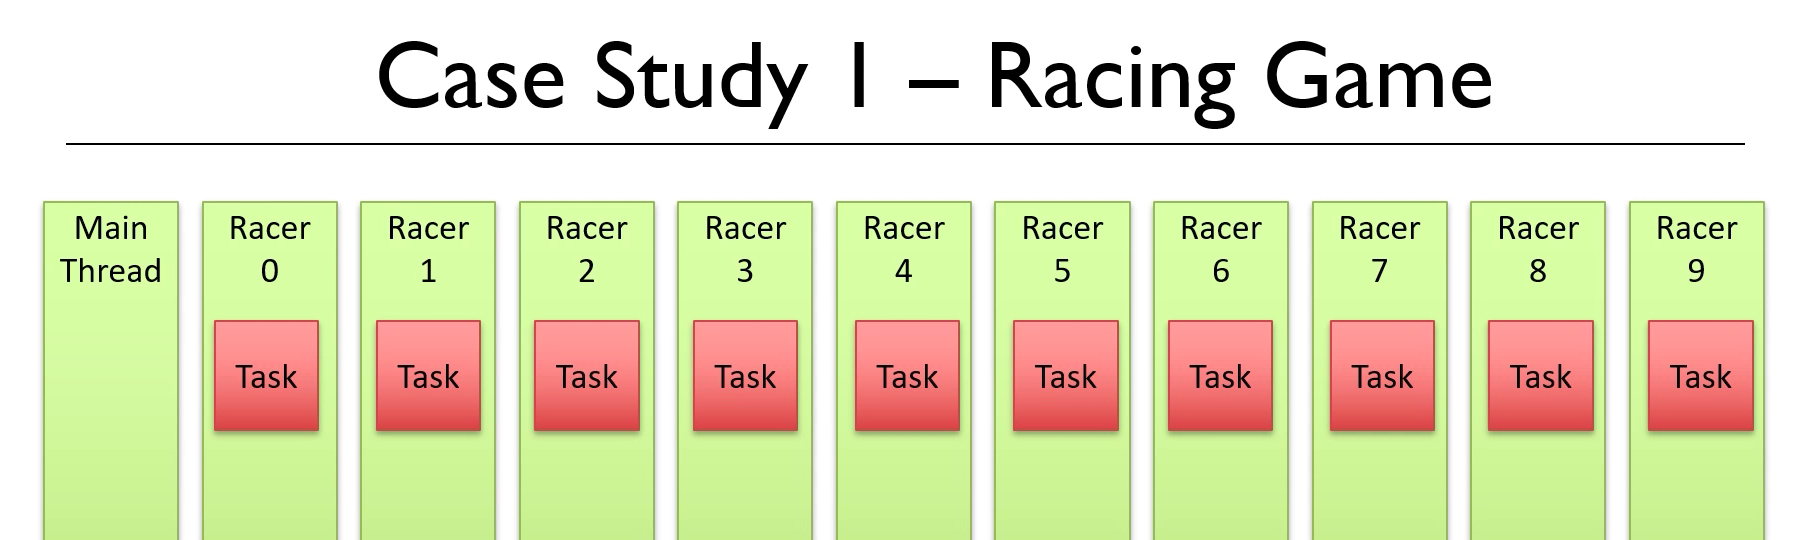 Case Study 1 – Racing Game
Main
Thread
Racer
0
Racer
1
Racer
2
Racer
3
Racer
4
Racer
5
Racer
6
Racer
7
Racer
8
Racer
9
Task
Task
Task
Task
Task
Task
Task
Task
Task
Task